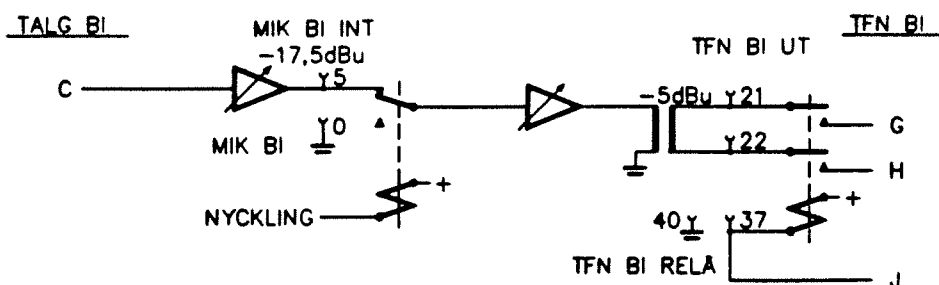 TALG BI
MIK BI INT
-17,5dBu
5
C
0
MIK BI
NYCKLING
+
TFN BI UT
TFN BI
-5dBu
21
G
22
H
+
40
37
TFN BI RELÄ
J